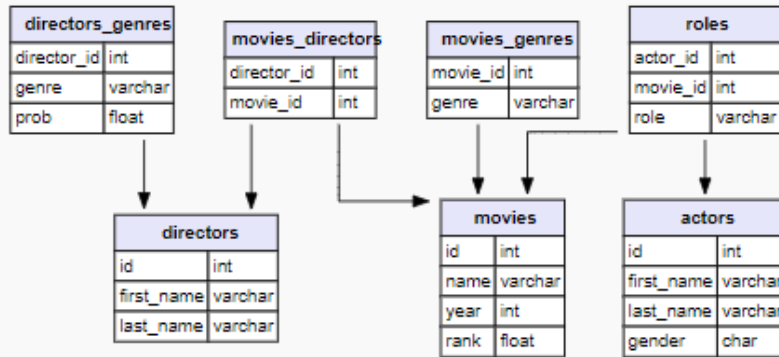 directors_genres
director_id int
genre varchar
prob float
movies_directors
director_id int
movie_id int
movies_genres
movie_id int
genre varchar
roles
actor_id int
movie_id int
role varchar
directors
id int
first_name varchar
last_name varchar
movies
id int
name varchar
year int
rank float
actors
id int
first_name varchar
last_name varchar
gender char